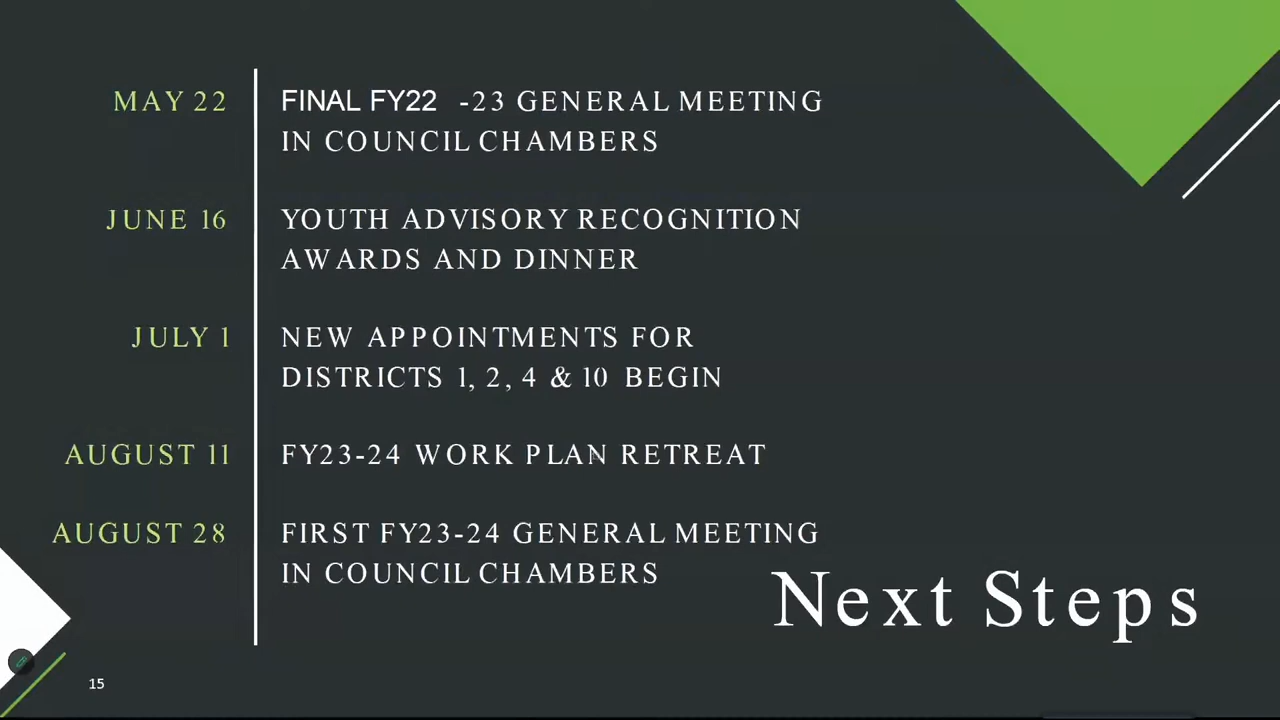 MAY 22
FINAL FY22 -23 GENERAL MEETING
IN COUNCIL CHAMBERS
JUNE 16
YOUTH ADVISORY RECOGNITION
AWARDS AND DINNER
JULY 1
NEW APPOINTMENTS FOR
DISTRICTS 1, 2, 4 & 10 BEGIN
AUGUST 11
FY23-24 WORK PLAN RETREAT
AUGUST 28
FIRST FY23-24 GENERAL MEETING
IN COUNCIL CHAMBERS
Next Steps
15